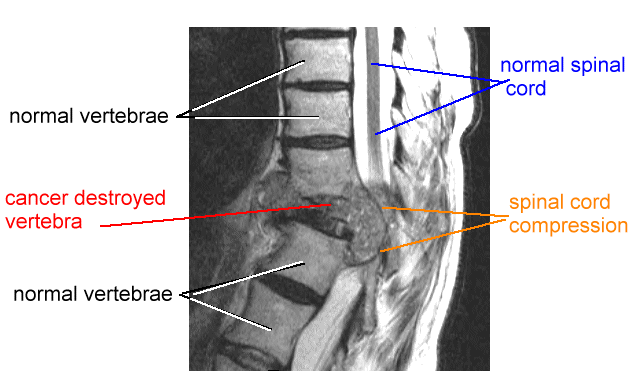 normal spinal
cord
normal vertebrae
cancer destroyed
vertebra
spinal cord
compression
normal vertebrae